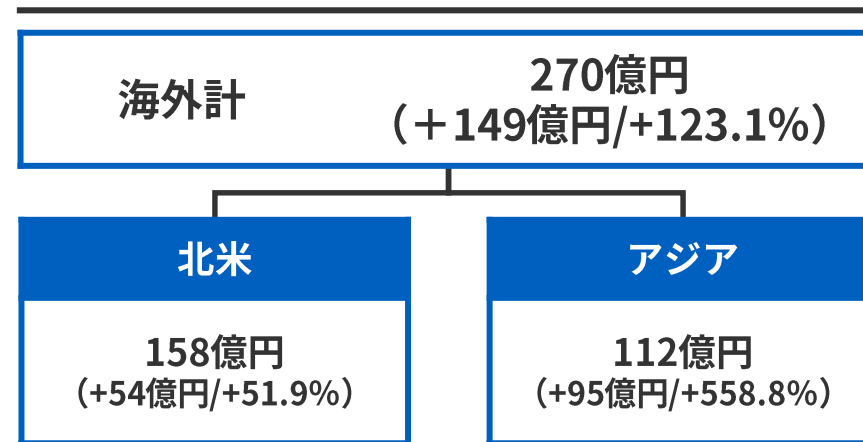 海外計
270億円
（＋149億円/+123.1%）
北米
アジア
158億円
（+54億円/+51.9%）
112億円
（+95億円/+558.8%）